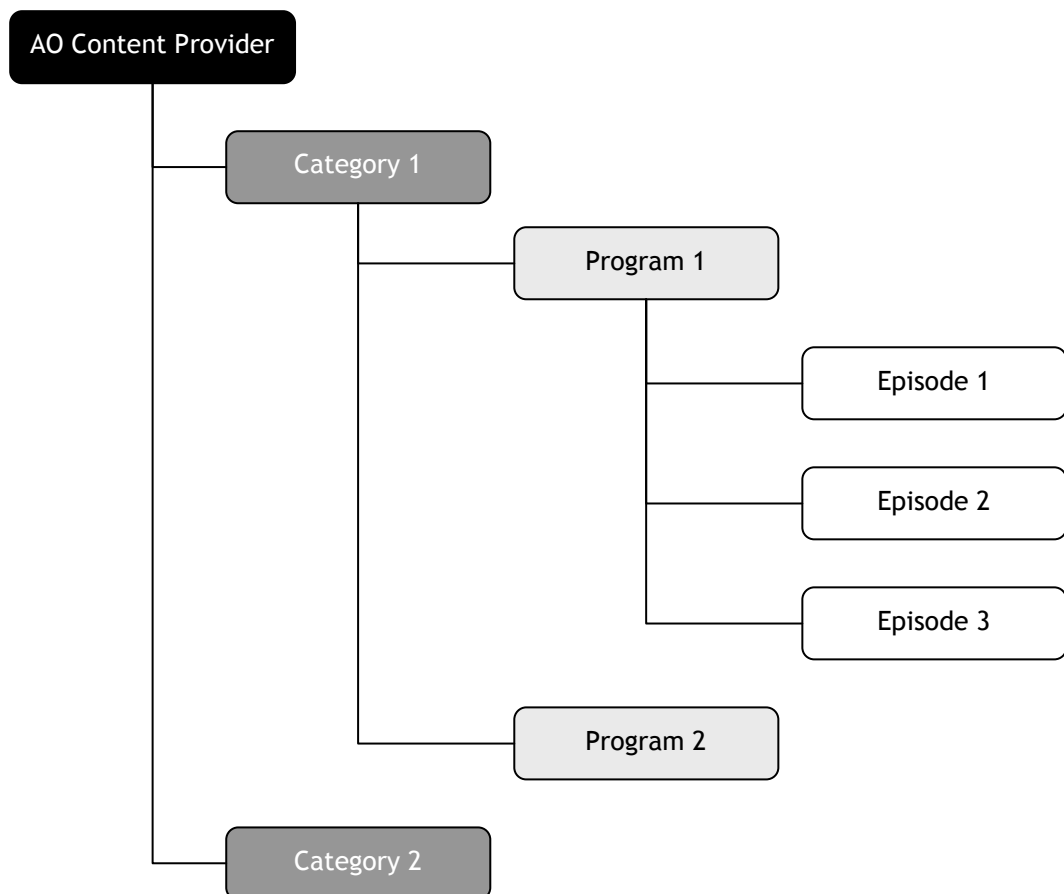 AO Content Provider
Category 1
Program 1
Episode 1
Episode 2
Episode 3
Program 2
Category 2